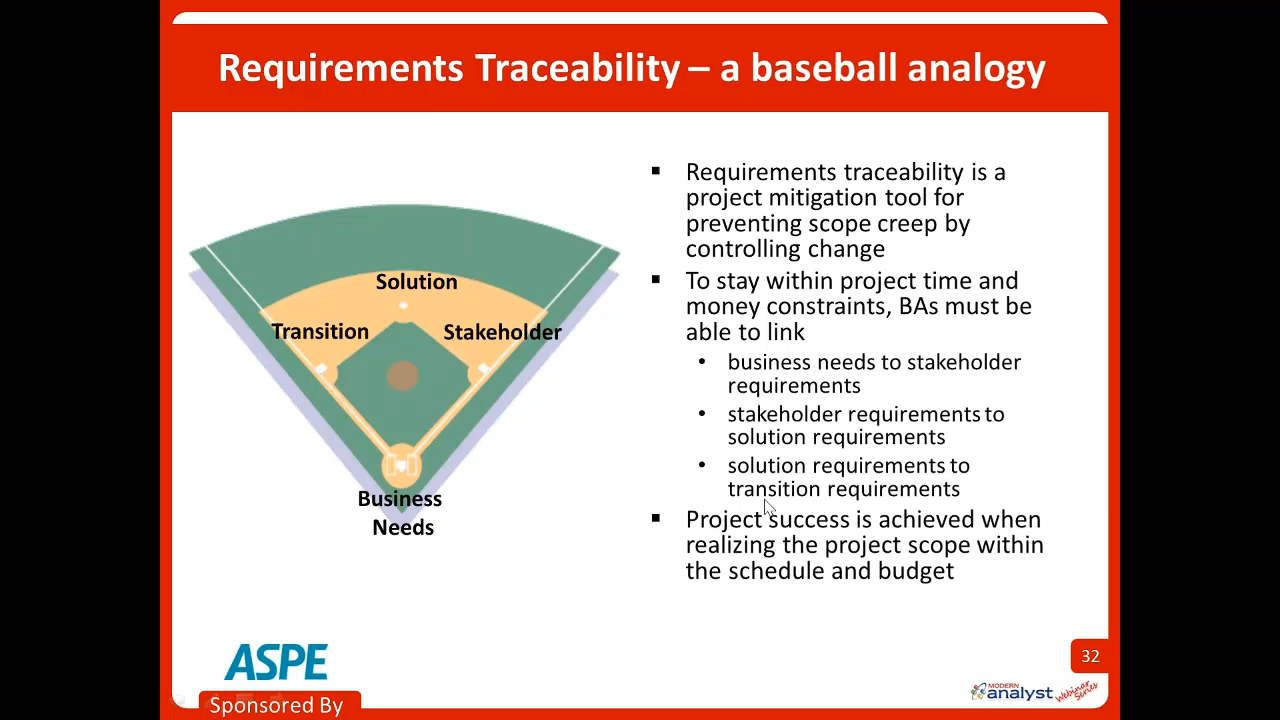 Requirements Traceability – a baseball analogy
Solution
Transition
Stakeholder
Business
Needs
▪ Requirements traceability is a
project mitigation tool for
preventing scope creep by
controlling change
▪ To stay within project time and
money constraints, BAs must be
able to link
• business needs to stakeholder
requirements
• stakeholder requirements to
solution requirements
• solution requirements to
transition requirements
▪ Project success is achieved when
realizing the project scope within
the schedule and budget
ASPE
Sponsored By
32
MODERN
analyst Webinar
Series